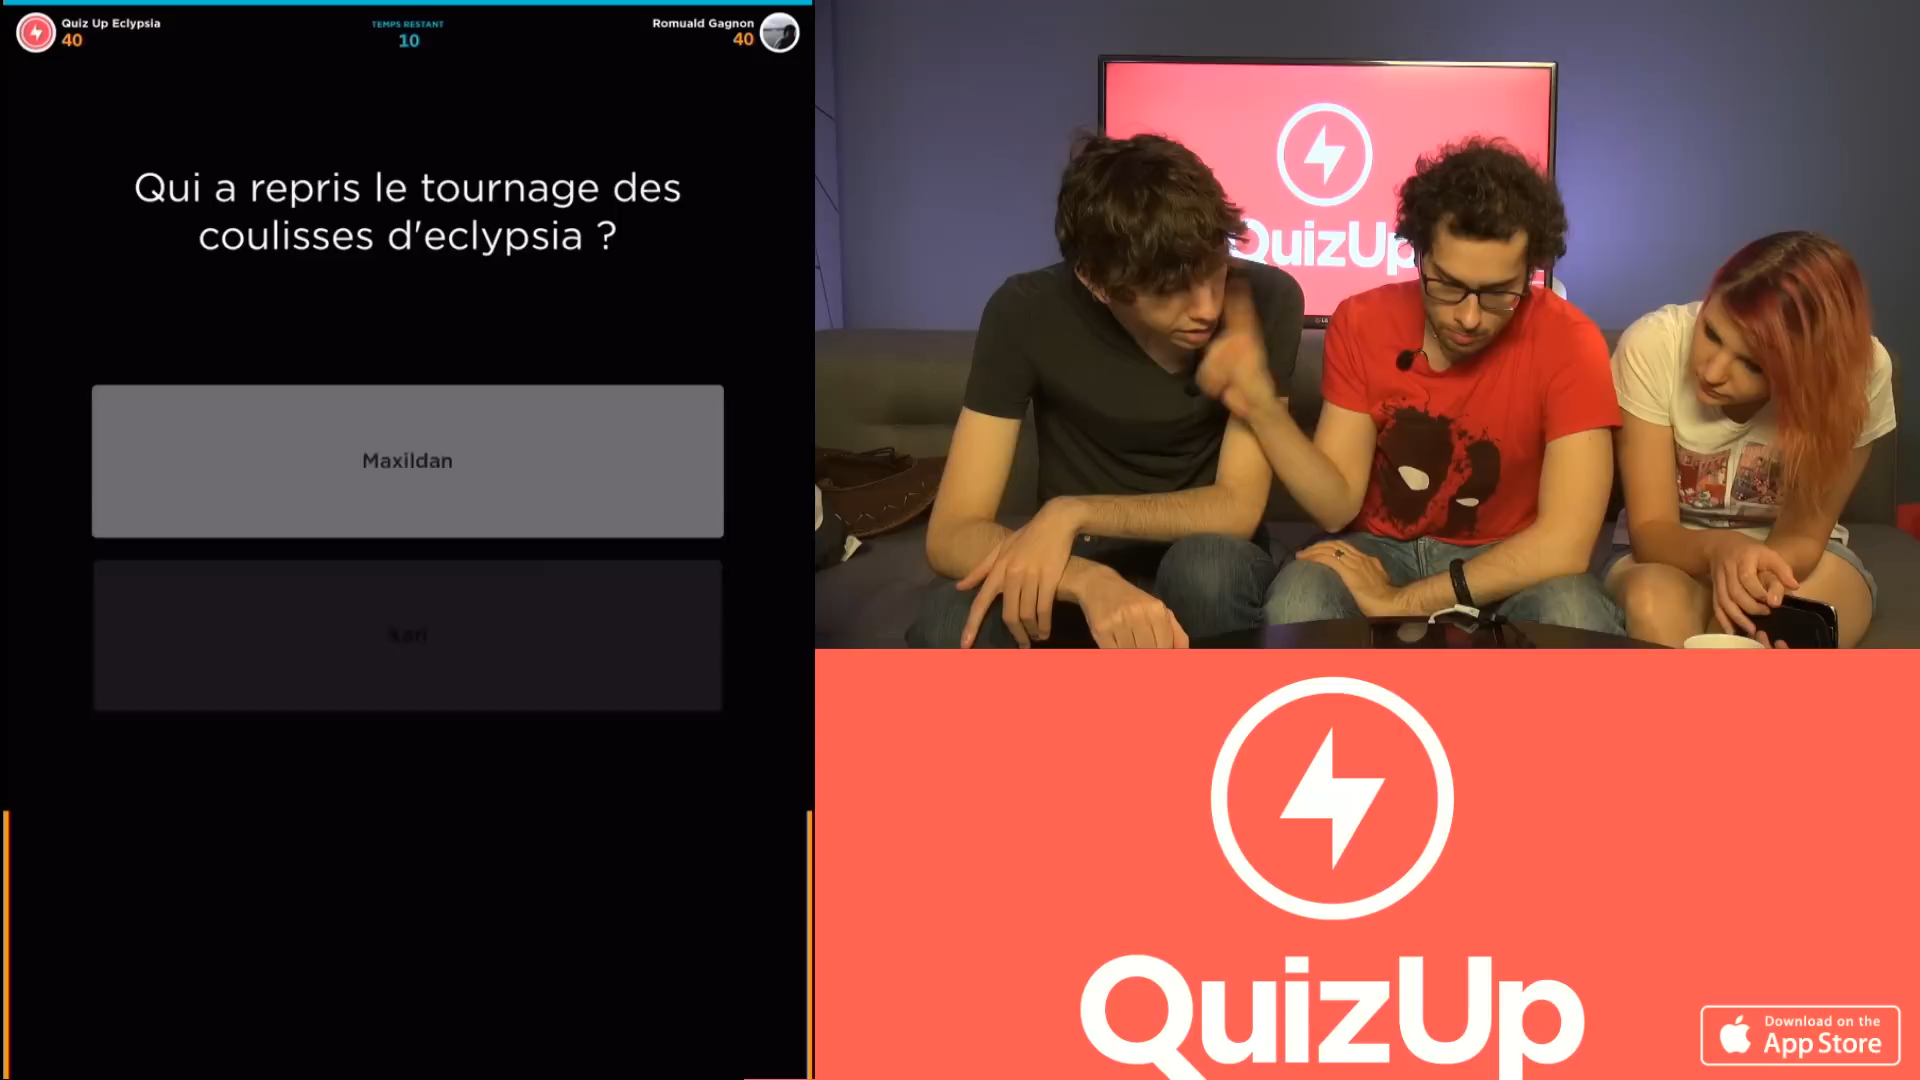 Quiz Up Eclypsia
40
TEMPS RESTANT
10
Romuald Gagnon
40
Qui a repris le tournage des
coulisses d'eclypsia ?
Maxildan
Keri
QuizUp
QuizUp
Download on the
App Store